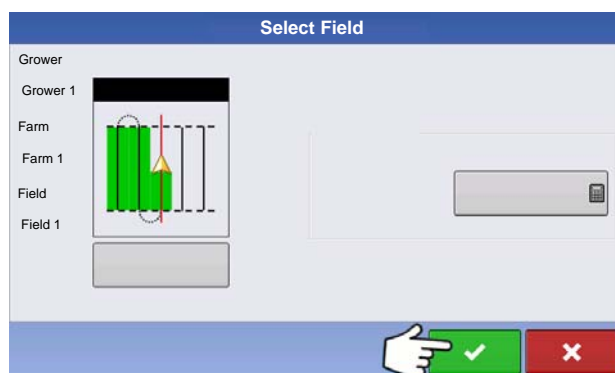 Select Field
Grower
Grower 1
Farm
Farm 1
Field
Field 1